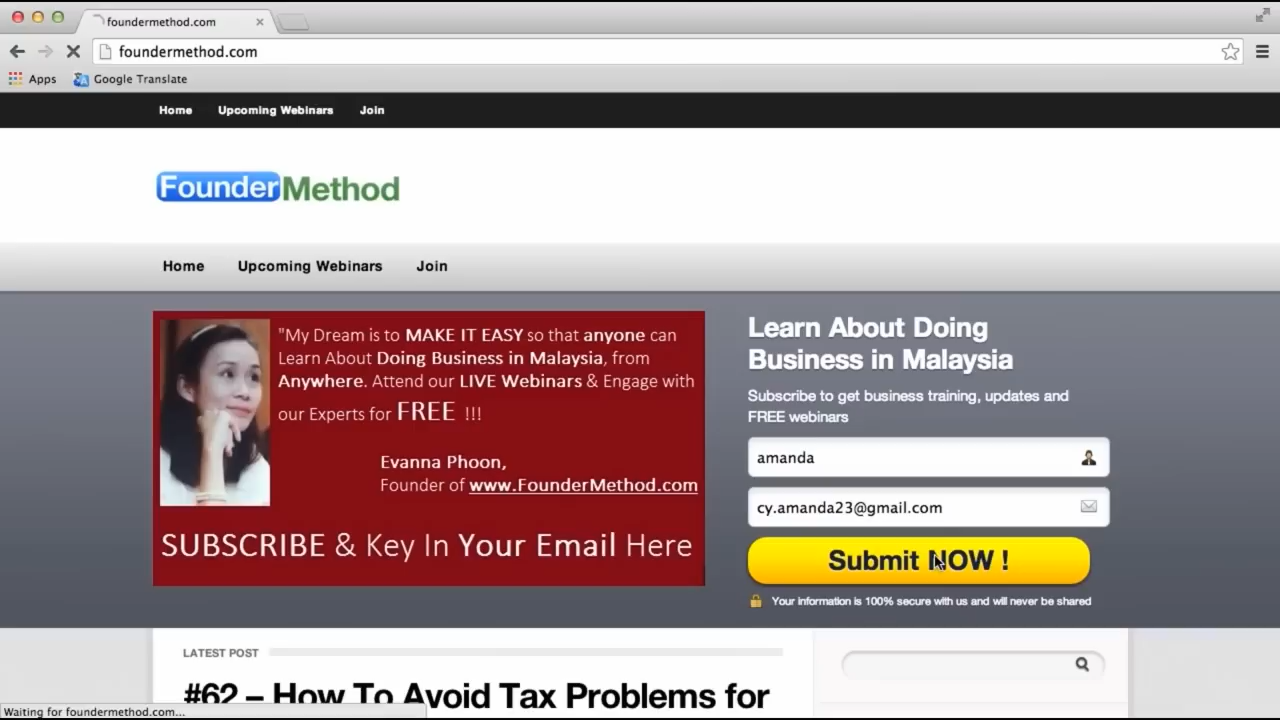 foundermethod.com
foundermethod.com
Apps Google Translate
Home Upcoming Webinars Join
FounderMethod
Home Upcoming Webinars Join
"My Dream is to MAKE IT EASY so that anyone can
Learn About Doing Business in Malaysia, from
Anywhere. Attend our LIVE Webinars & Engage with
our Experts for FREE !!!
Evanna Phoon,
Founder of www.FounderMethod.com
SUBSCRIBE & Key In Your Email Here
Learn About Doing
Business in Malaysia
Subscribe to get business training, updates and
FREE webinars
amanda
cy.amanda23@gmail.com
Submit NOW !
Your information is 100% secure with us and will never be shared
LATEST POST
#62 – How To Avoid Tax Problems for
Waiting for foundermethod.com...